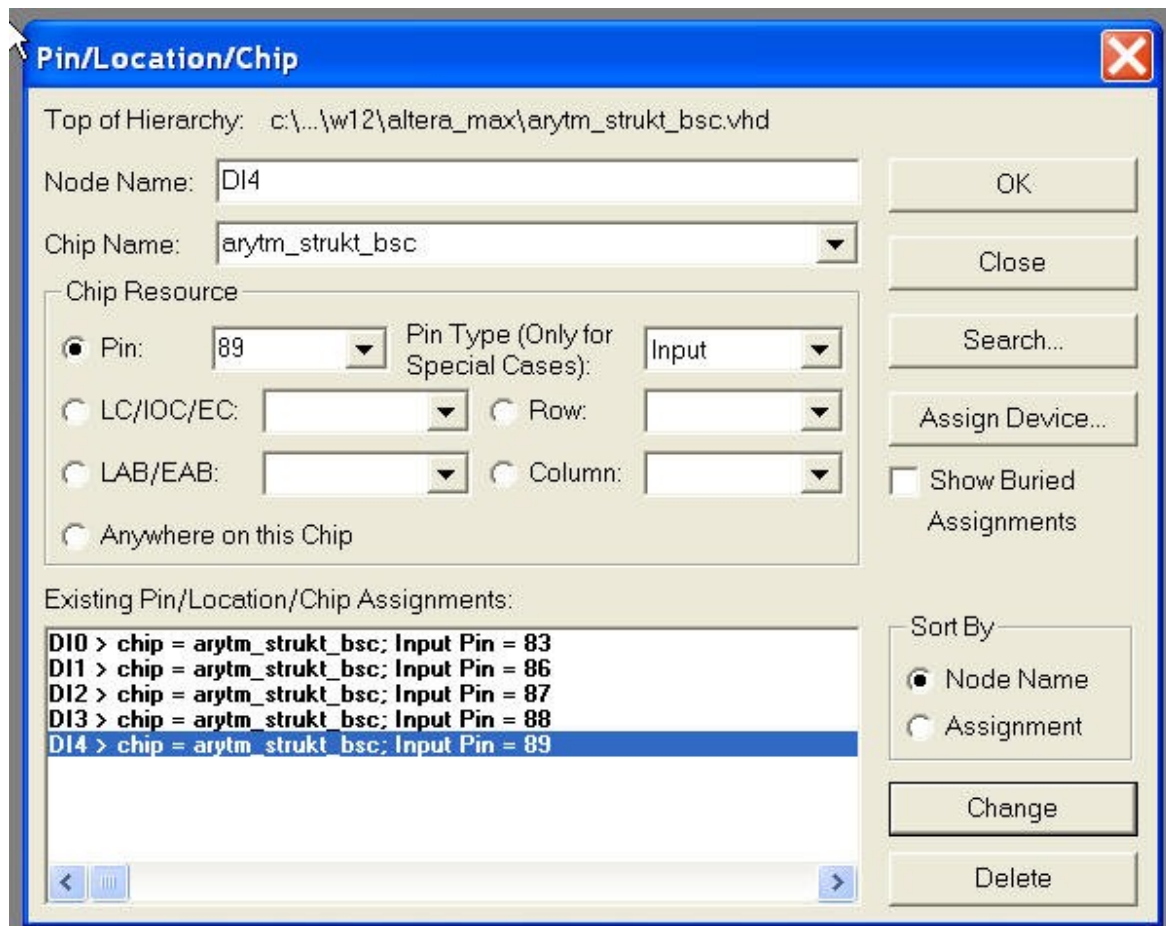 Pin/Location/Chip
Top of Hierarchy: c:\...\w12\altera_max\arytm_strukt_bsc.vhd
Node Name: DI4
OK
Chip Name: arytm_strukt_bsc
Close
Chip Resource
Pin: 89
Pin Type (Only for
Special Cases):
Input
Search...
LC/IOC/EC:
Row:
Assign Device...
LAB/EAB:
Column:
Show Buried
Assignments
Anywhere on this Chip
Existing Pin/Location/Chip Assignments:
DI0 > chip = arytm_strukt_bsc; Input Pin = 83
DI1 > chip = arytm_strukt_bsc; Input Pin = 86
DI2 > chip = arytm_strukt_bsc; Input Pin = 87
DI3 > chip = arytm_strukt_bsc; Input Pin = 88
DI4 > chip = arytm_strukt_bsc; Input Pin = 89
Sort By
Node Name
Assignment
Change
Delete